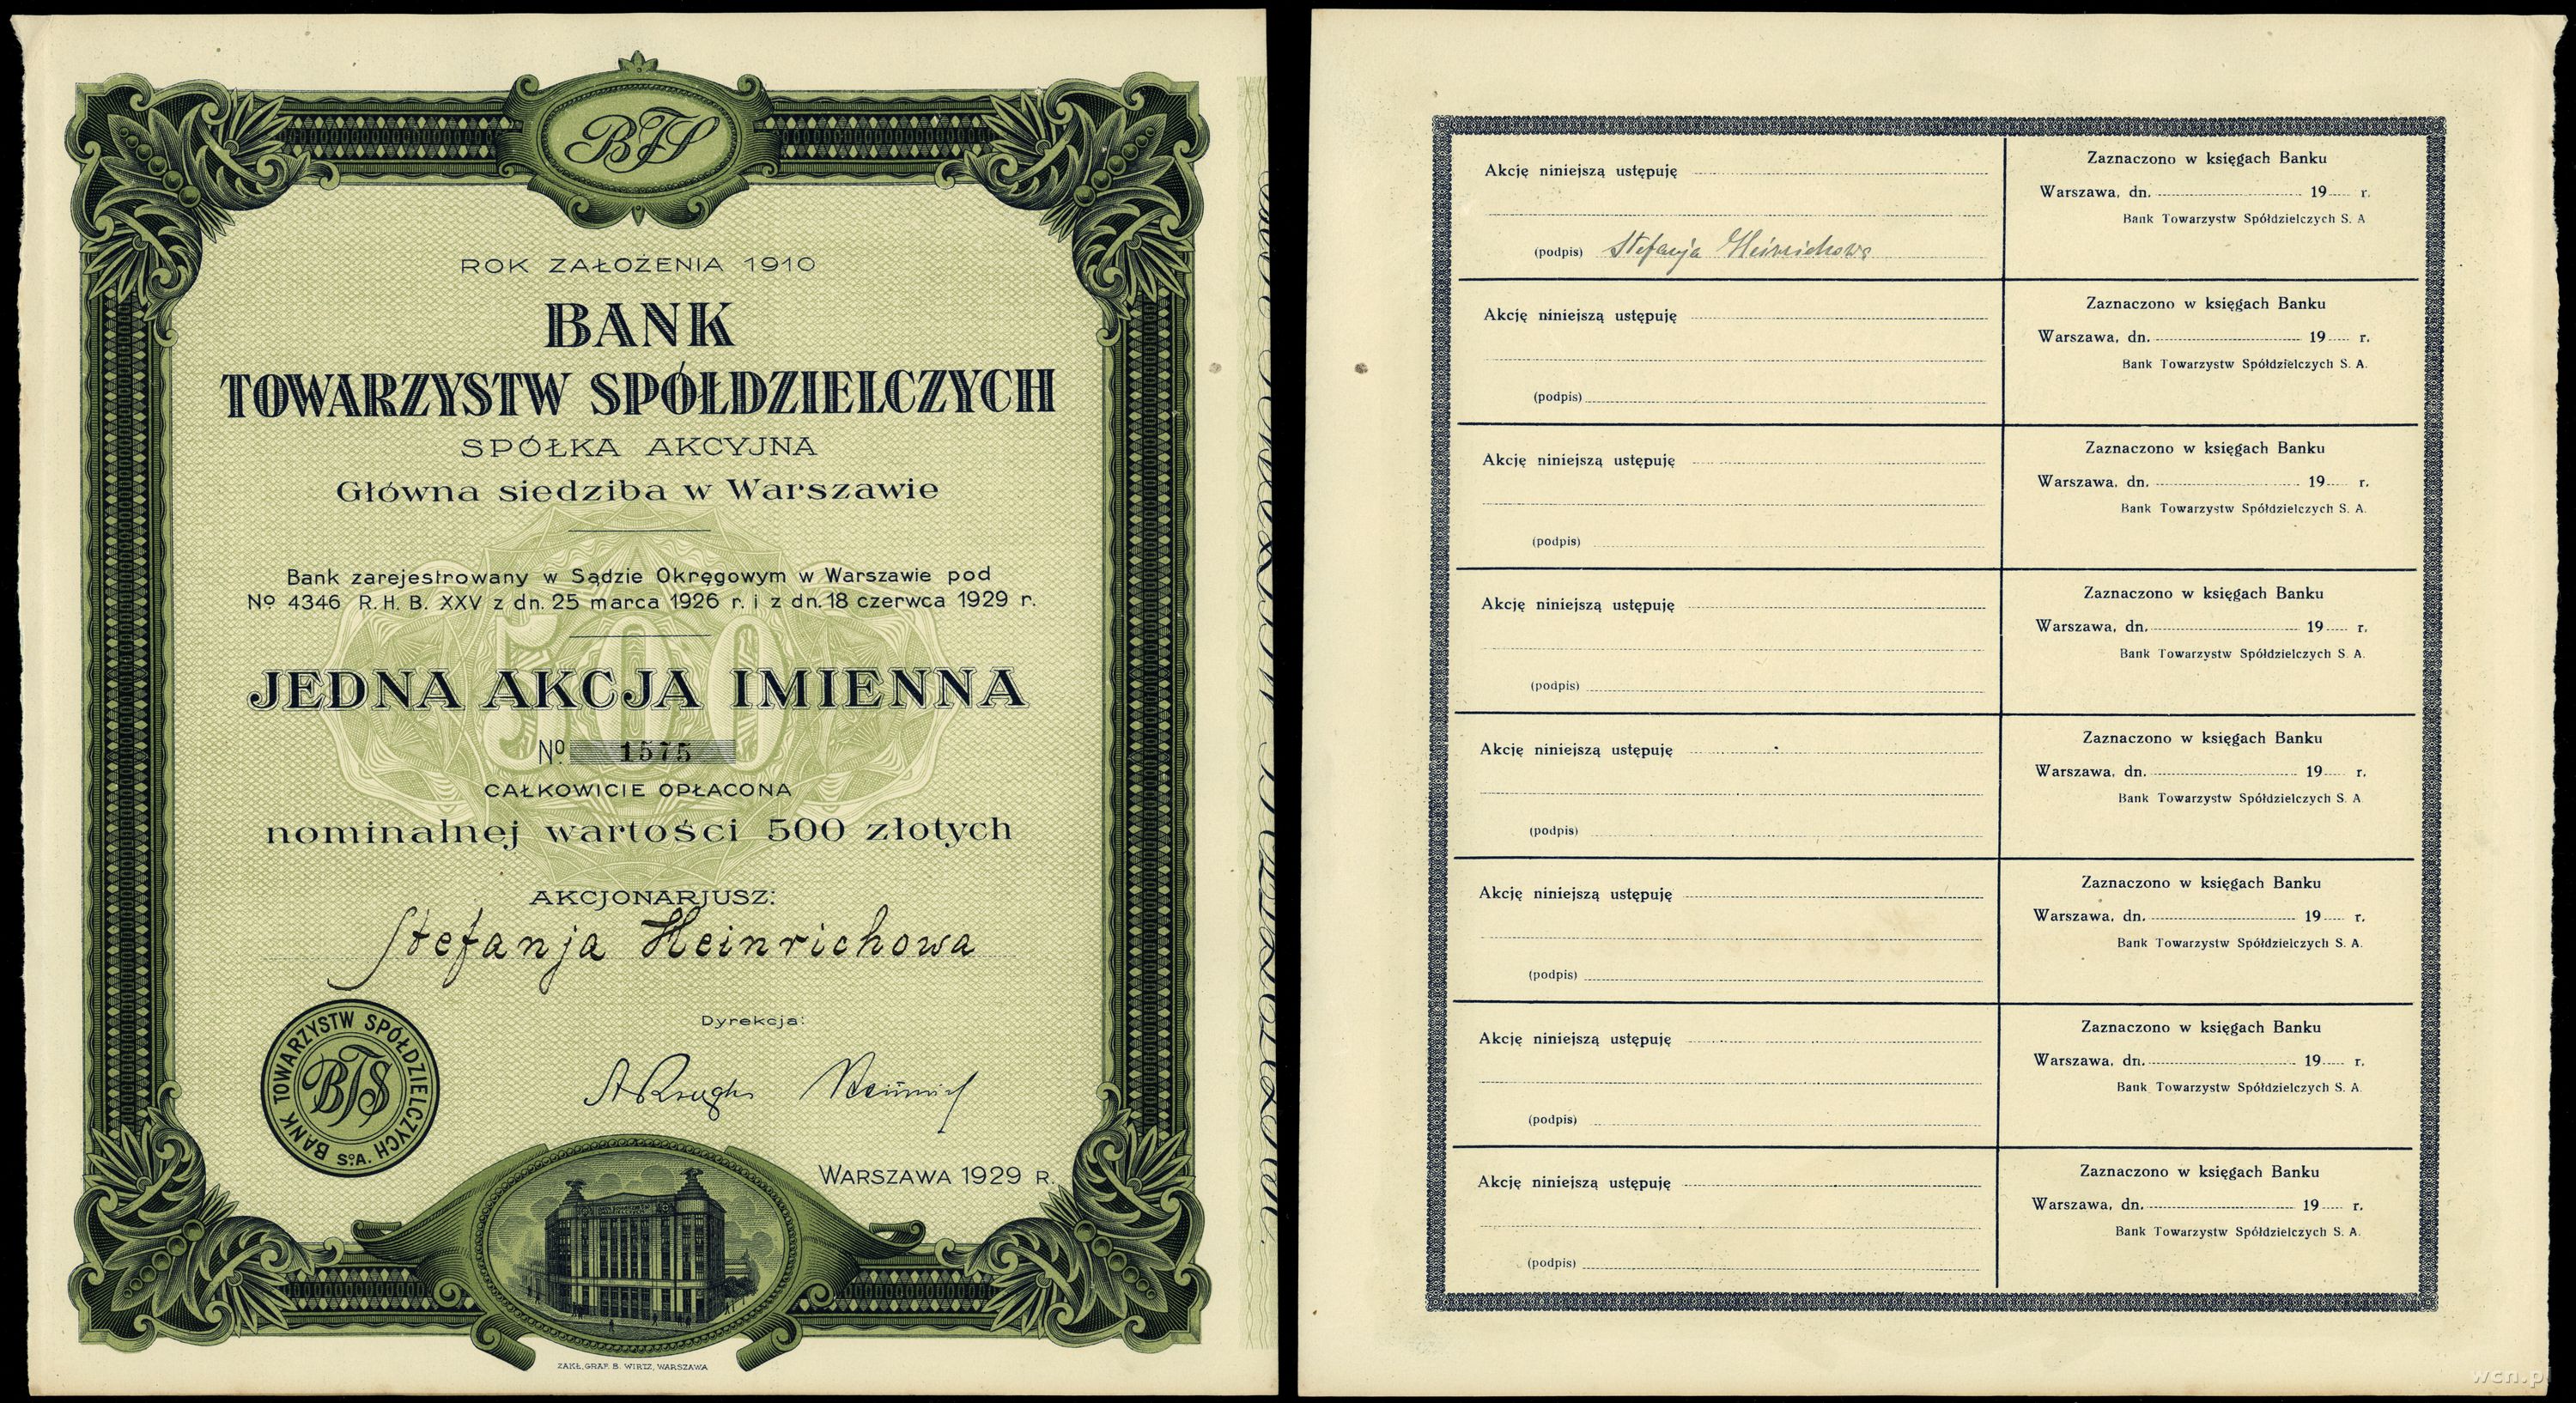 BTS
ROK ZAŁOŻENIA 1910
BANK
TOWARZYSTW SPÓŁDZIELCZYCH
SPÓŁKA AKCYJNA
Główna siedziba w Warszawie
Bank zarejestrowany w Sądzie Okręgowym w Warszawie pod
Nº 4346 R. H. B. XXV z dn. 25 marca 1926 r. i z dn. 18 czerwca 1929 r.
500
JEDNA AKCJA IMIENNA
Nº 1575
CAŁKOWICIE OPŁACONA
nominalnej wartości 500 złotych
AKCJONARJUSZ:
Stefanja Heinrichowa
Dyrekcja:
BANK TOWARZYSTW SPÓŁDZIELCZYCH S.A.
BTS
WARSZAWA 1929 R.
ZAKŁ. GRAF. B. WIRTZ, WARSZAWA
Akcję niniejszą ustępuję
(podpis) Stefanja Heinrichowa
Zaznaczono w księgach Banku
Warszawa, dn. 19 r.
Bank Towarzystw Spółdzielczych S. A
Akcję niniejszą ustępuję
(podpis)
Zaznaczono w księgach Banku
Warszawa, dn. 19 r.
Bank Towarzystw Spółdzielczych S. A.
Akcję niniejszą ustępuję
(podpis)
Zaznaczono w księgach Banku
Warszawa, dn. 19 r.
Bank Towarzystw Spółdzielczych S. A.
Akcję niniejszą ustępuję
(podpis)
Zaznaczono w księgach Banku
Warszawa, dn. 19 r.
Bank Towarzystw Spółdzielczych S. A.
Akcję niniejszą ustępuję
(podpis)
Zaznaczono w księgach Banku
Warszawa, dn. 19 r.
Bank Towarzystw Spółdzielczych S. A.
Akcję niniejszą ustępuję
(podpis)
Zaznaczono w księgach Banku
Warszawa, dn. 19 r.
Bank Towarzystw Spółdzielczych S. A.
Akcję niniejszą ustępuję
(podpis)
Zaznaczono w księgach Banku
Warszawa, dn. 19 r.
Bank Towarzystw Spółdzielczych S. A.
Akcję niniejszą ustępuję
(podpis)
Zaznaczono w księgach Banku
Warszawa, dn. 19 r.
Bank Towarzystw Spółdzielczych S. A.
wcn.pl